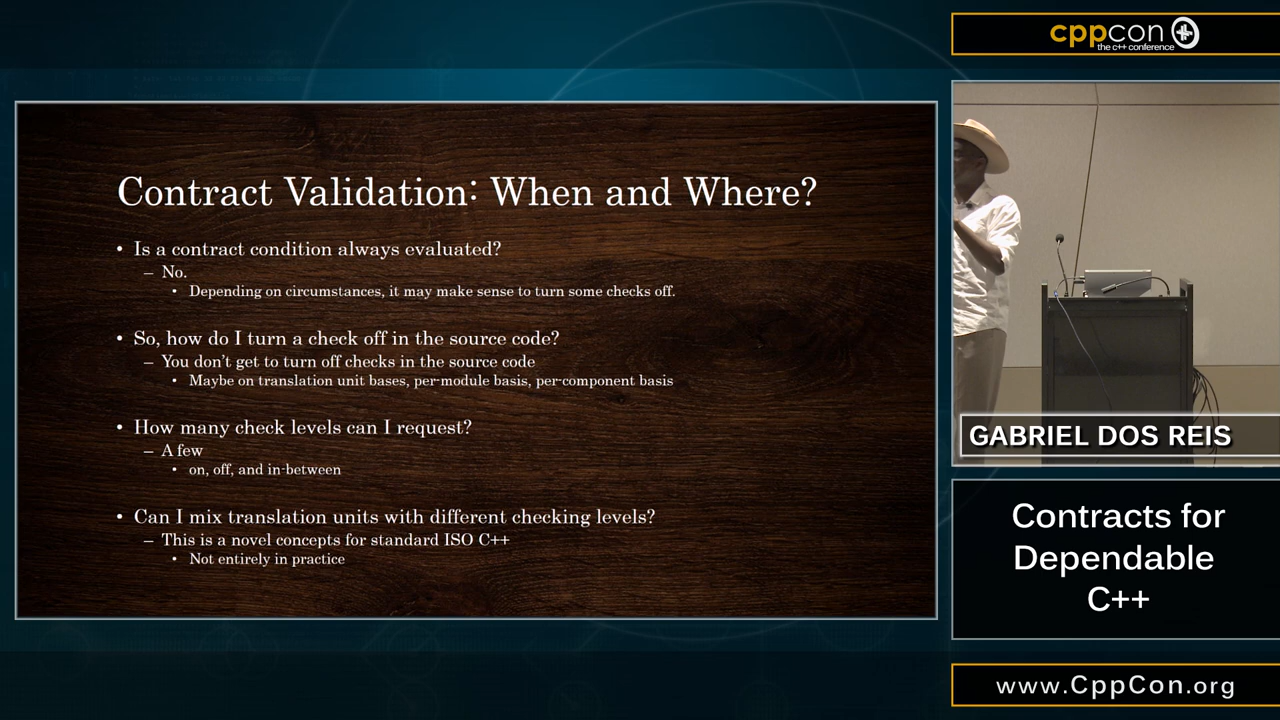 cppcon
the c++ conference
Contract Validation: When and Where?
• Is a contract condition always evaluated?
– No.
• Depending on circumstances, it may make sense to turn some checks off.
• So, how do I turn a check off in the source code?
– You don’t get to turn off checks in the source code
• Maybe on translation unit bases, per-module basis, per-component basis
• How many check levels can I request?
– A few
• on, off, and in-between
• Can I mix translation units with different checking levels?
– This is a novel concepts for standard ISO C++
• Not entirely in practice
GABRIEL DOS REIS
Contracts for
Dependable
C++
www.CppCon.org